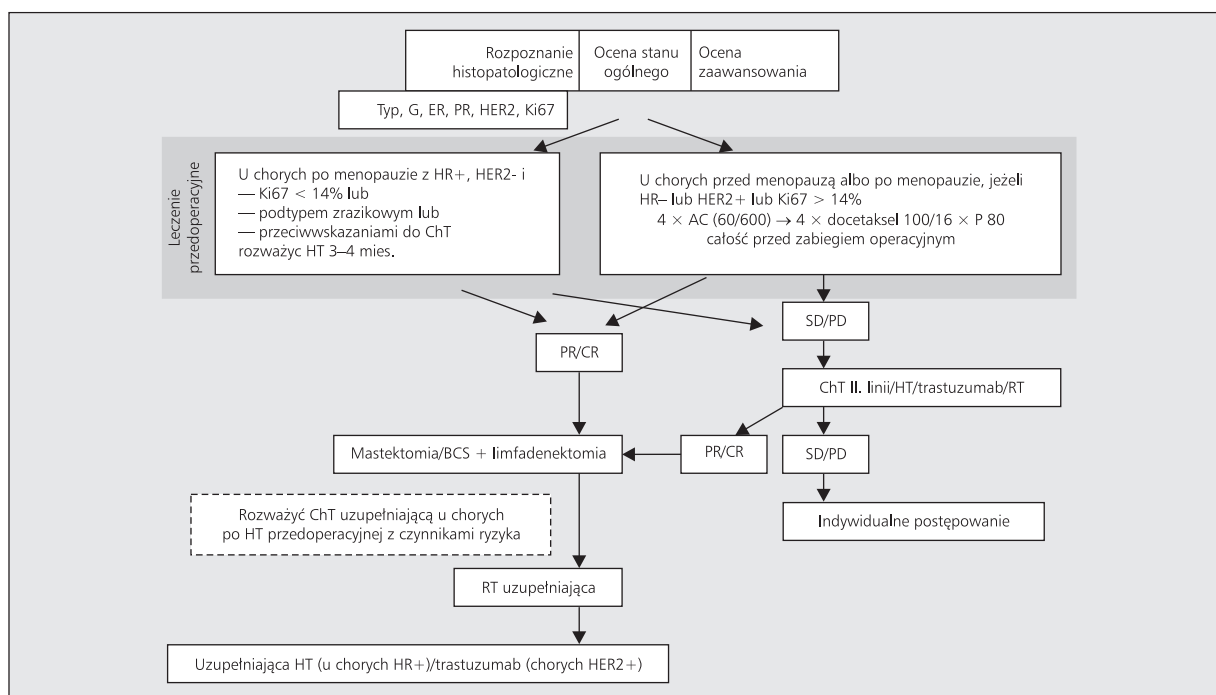 Rozpoznanie
histopatologiczne
Ocena stanu
ogólnego
Ocena
zaawansowania
Typ, G, ER, PR, HER2, Ki67
Leczenie
przedoperacyjne
U chorych po menopauzie z HR+, HER2- i
— Ki67 < 14% lub
— podtypem zrazikowym lub
— przeciwwskazaniami do ChT
rozważyc HT 3–4 mies.
U chorych przed menopauzą albo po menopauzie, jeżeli
HR– lub HER2+ lub Ki67 > 14%
4 × AC (60/600) → 4 × docetaksel 100/16 × P 80
całość przed zabiegiem operacyjnym
SD/PD
PR/CR
ChT II. linii/HT/trastuzumab/RT
Mastektomia/BCS + limfadenektomia
PR/CR
SD/PD
Rozważyć ChT uzupełniającą u chorych
po HT przedoperacyjnej z czynnikami ryzyka
Indywidualne postępowanie
RT uzupełniająca
Uzupełniająca HT (u chorych HR+)/trastuzumab (chorych HER2+)